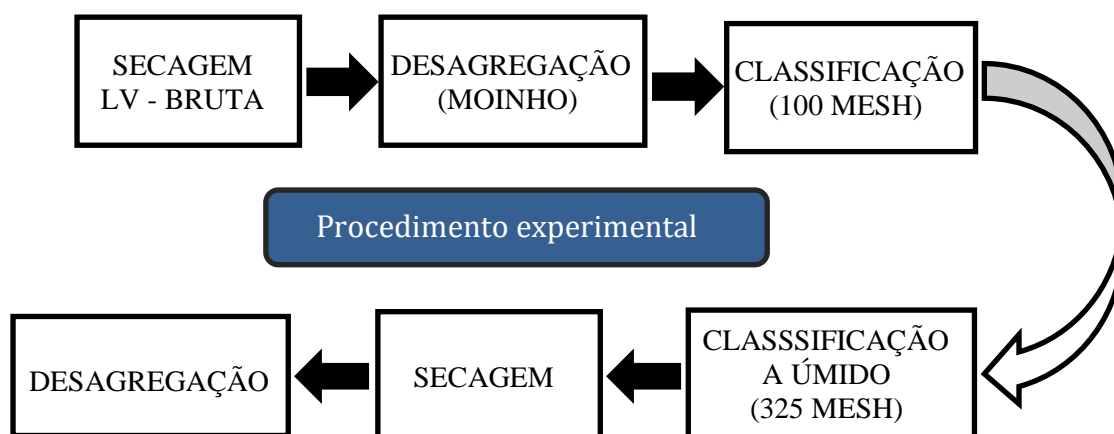 SECAGEM
LV - BRUTA
DESAGREGAÇÃO
(MOINHO)
CLASSIFICAÇÃO
(100 MESH)
Procedimento experimental
CLASSSIFICAÇÃO
A ÚMIDO
(325 MESH)
SECAGEM
DESAGREGAÇÃO